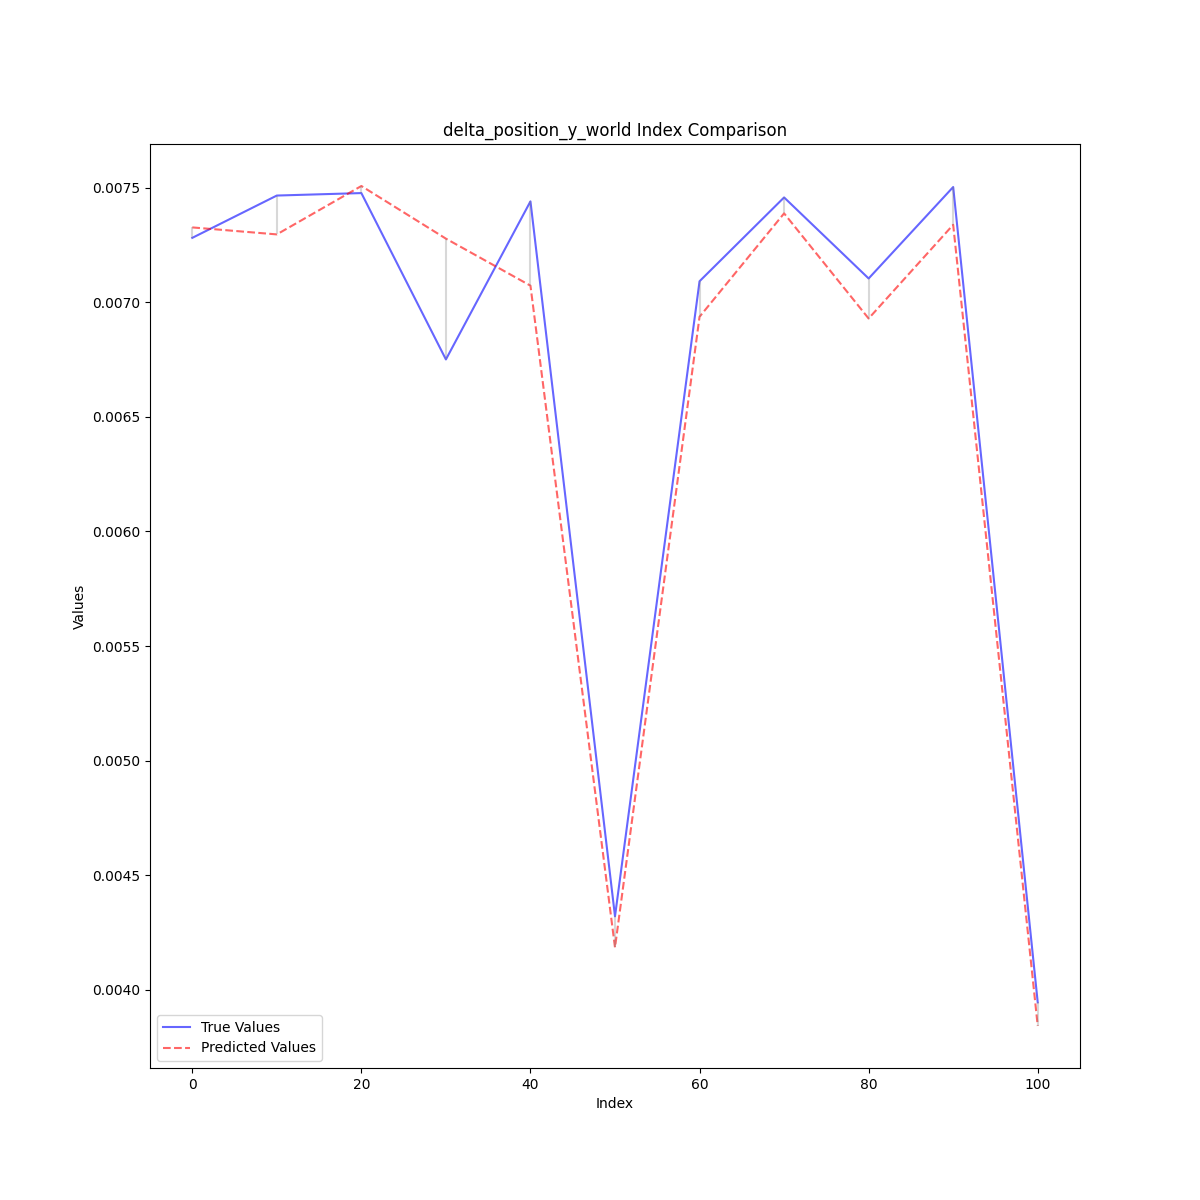 delta_position_y_world Index Comparison
0.0075
0.0070
0.0065
0.0060
0.0055
0.0050
0.0045
0.0040
Values
True Values
Predicted Values
0 20 40 60 80 100
Index